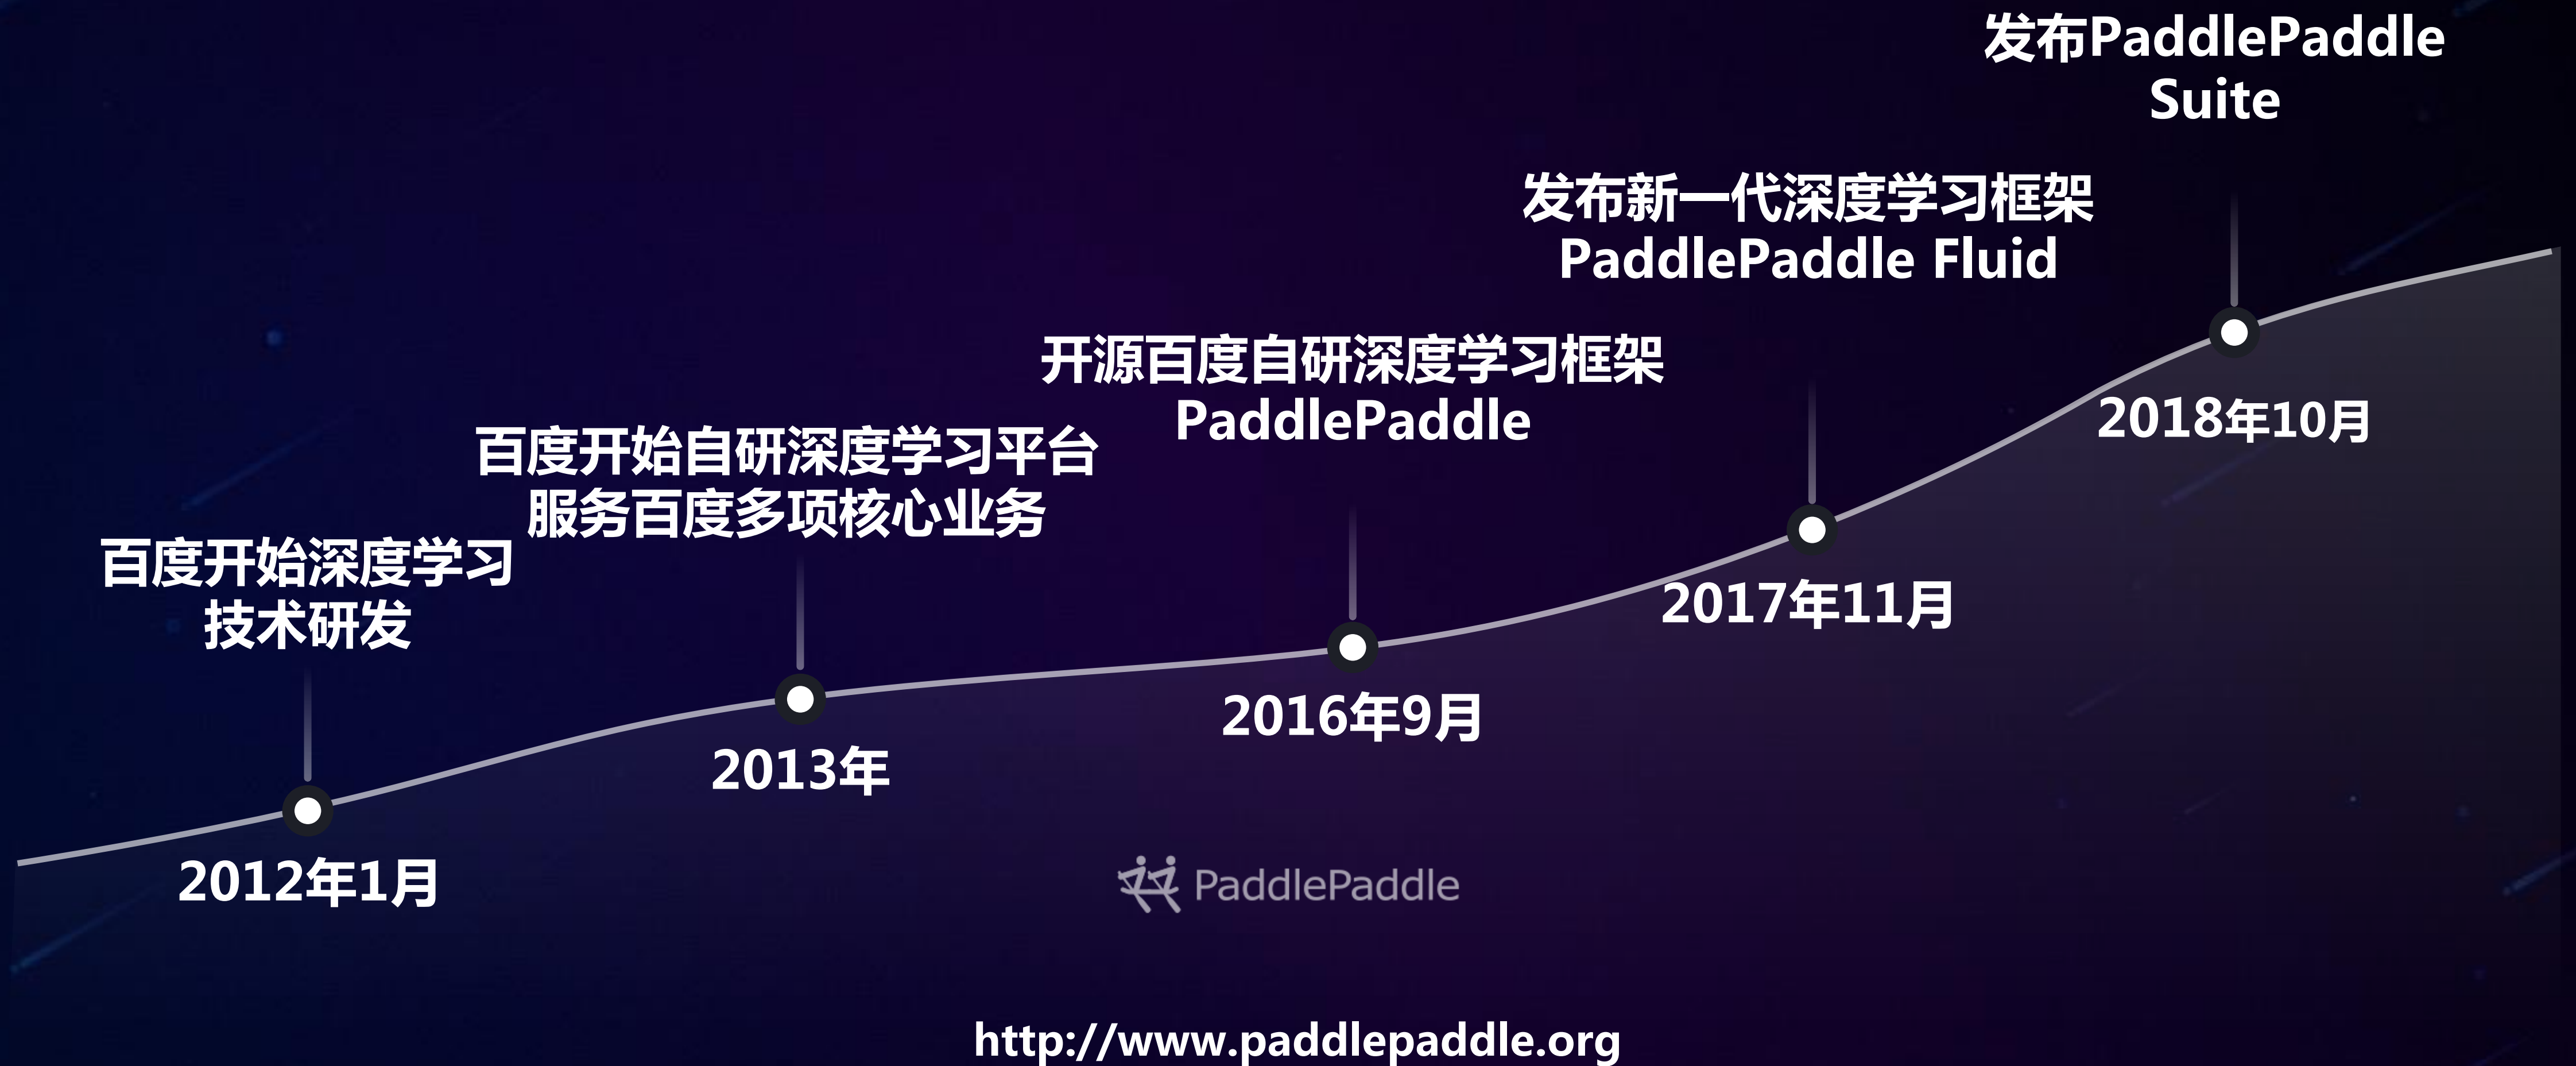 百度开始深度学习
技术研发
2012年1月
百度开始自研深度学习平台
服务百度多项核心业务
2013年
开源百度自研深度学习框架
PaddlePaddle
2016年9月
发布新一代深度学习框架
PaddlePaddle Fluid
2017年11月
发布PaddlePaddle
Suite
2018年10月
PaddlePaddle
http://www.paddlepaddle.org